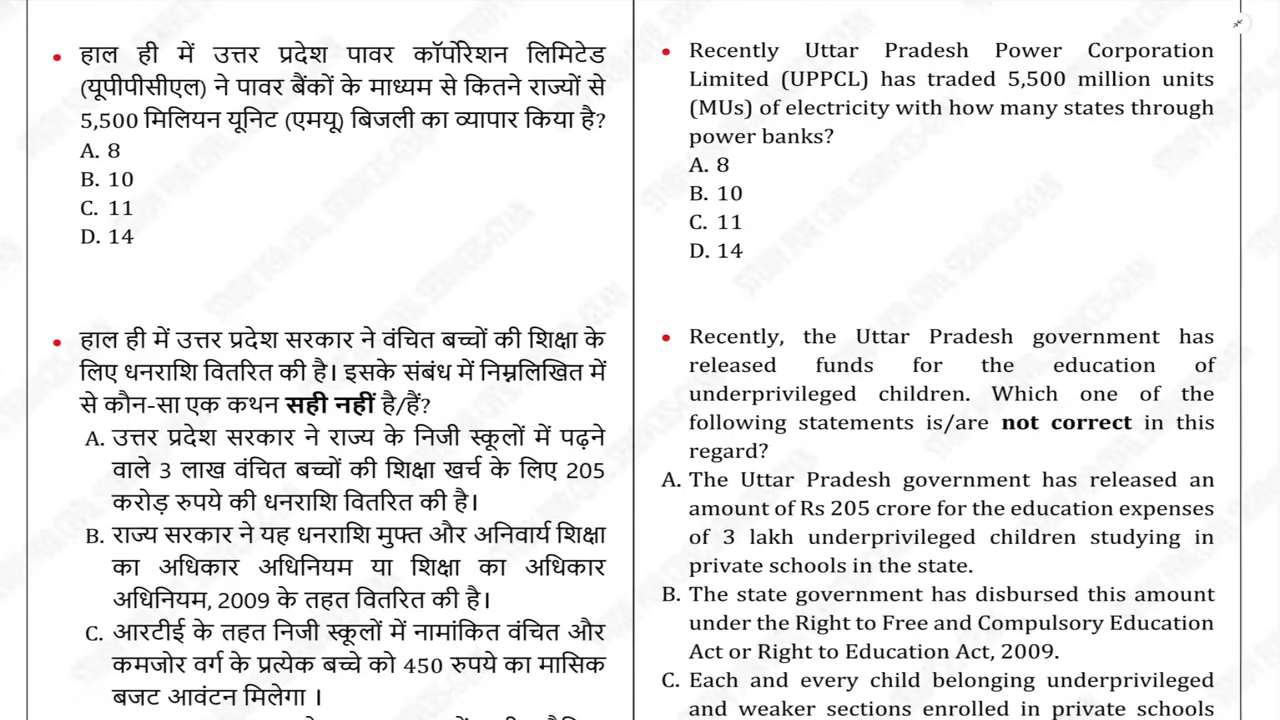 हाल ही में उत्तर प्रदेश पावर कॉर्पोरेशन लिमिटेड
(यूपीपीसीएल) ने पावर बैंकों के माध्यम से कितने राज्यों से
5,500 मिलियन यूनिट (एमयू) बिजली का व्यापार किया है?
A. 8
B. 10
C. 11
D. 14
हाल ही में उत्तर प्रदेश सरकार ने वंचित बच्चों की शिक्षा के
लिए धनराशि वितरित की है। इसके संबंध में निम्नलिखित में
से कौन-सा एक कथन सही नहीं है/हैं?
A. उत्तर प्रदेश सरकार ने राज्य के निजी स्कूलों में पढ़ने
वाले 3 लाख वंचित बच्चों की शिक्षा खर्च के लिए 205
करोड़ रुपये की धनराशि वितरित की है।
B. राज्य सरकार ने यह धनराशि मुफ्त और अनिवार्य शिक्षा
का अधिकार अधिनियम या शिक्षा का अधिकार
अधिनियम, 2009 के तहत वितरित की है।
C. आरटीई के तहत निजी स्कूलों में नामांकित वंचित और
कमजोर वर्ग के प्रत्येक बच्चे को 450 रुपये का मासिक
बजट आवंटन मिलेगा ।
Recently Uttar Pradesh Power Corporation
Limited (UPPCL) has traded 5,500 million units
(MUs) of electricity with how many states through
power banks?
A. 8
B. 10
C. 11
D. 14
Recently, the Uttar Pradesh government has
released funds for the education of
underprivileged children. Which one of the
following statements is/are not correct in this
regard?
A. The Uttar Pradesh government has released an
amount of Rs 205 crore for the education expenses
of 3 lakh underprivileged children studying in
private schools in the state.
B. The state government has disbursed this amount
under the Right to Free and Compulsory Education
Act or Right to Education Act, 2009.
C. Each and every child belonging underprivileged
and weaker sections enrolled in private schools